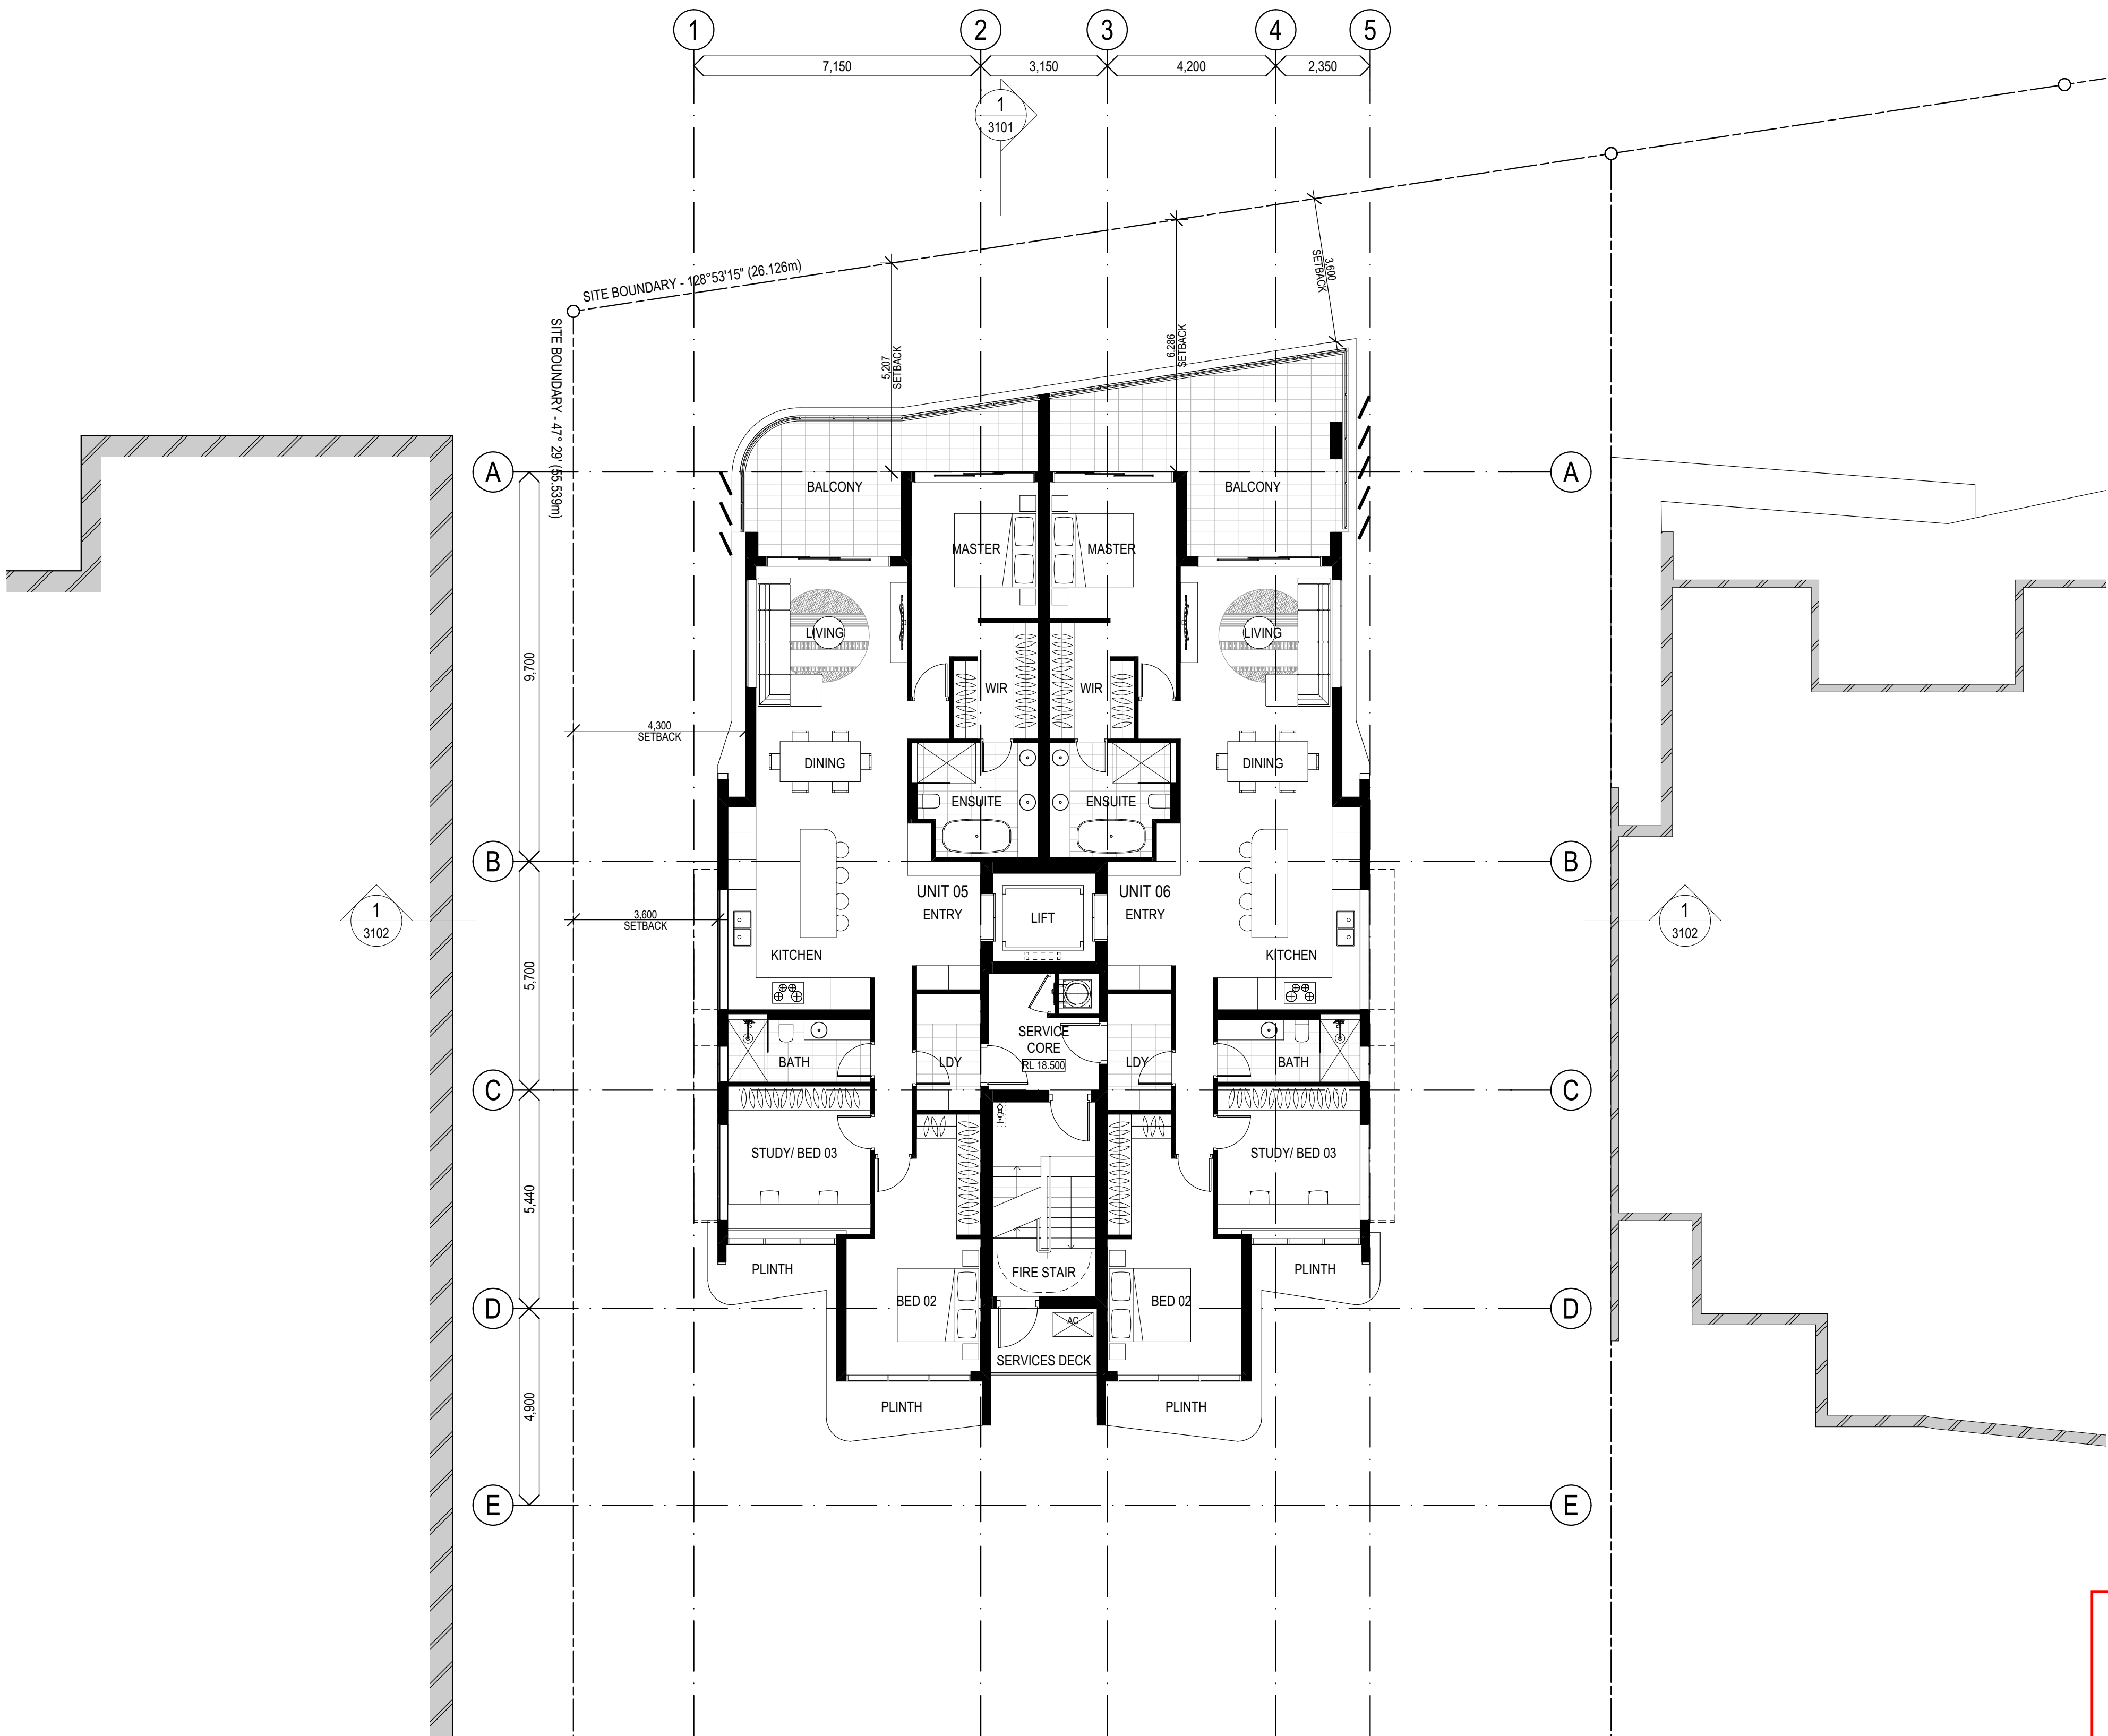 1
2
3
4
5
7,150
3,150
4,200
2,350
1
3101
SITE BOUNDARY - 128°53'15" (26.126m)
SITE BOUNDARY - 47° 29' (55.539m)
5,207
SETBACK
6,286
SETBACK
3,600
SETBACK
A
A
BALCONY
BALCONY
MASTER
MASTER
LIVING
LIVING
9,700
WIR
WIR
4,300
SETBACK
DINING
DINING
ENSUITE
ENSUITE
B
B
UNIT 05
ENTRY
UNIT 06
ENTRY
LIFT
1
3102
3,600
SETBACK
1
3102
KITCHEN
KITCHEN
5,700
SERVICE
CORE
RL 18.500
BATH
LDY
LDY
BATH
C
C
STUDY/ BED 03
STUDY/ BED 03
5,440
PLINTH
FIRE STAIR
PLINTH
BED 02
BED 02
D
D
AC
SERVICES DECK
4,900
PLINTH
PLINTH
E
E